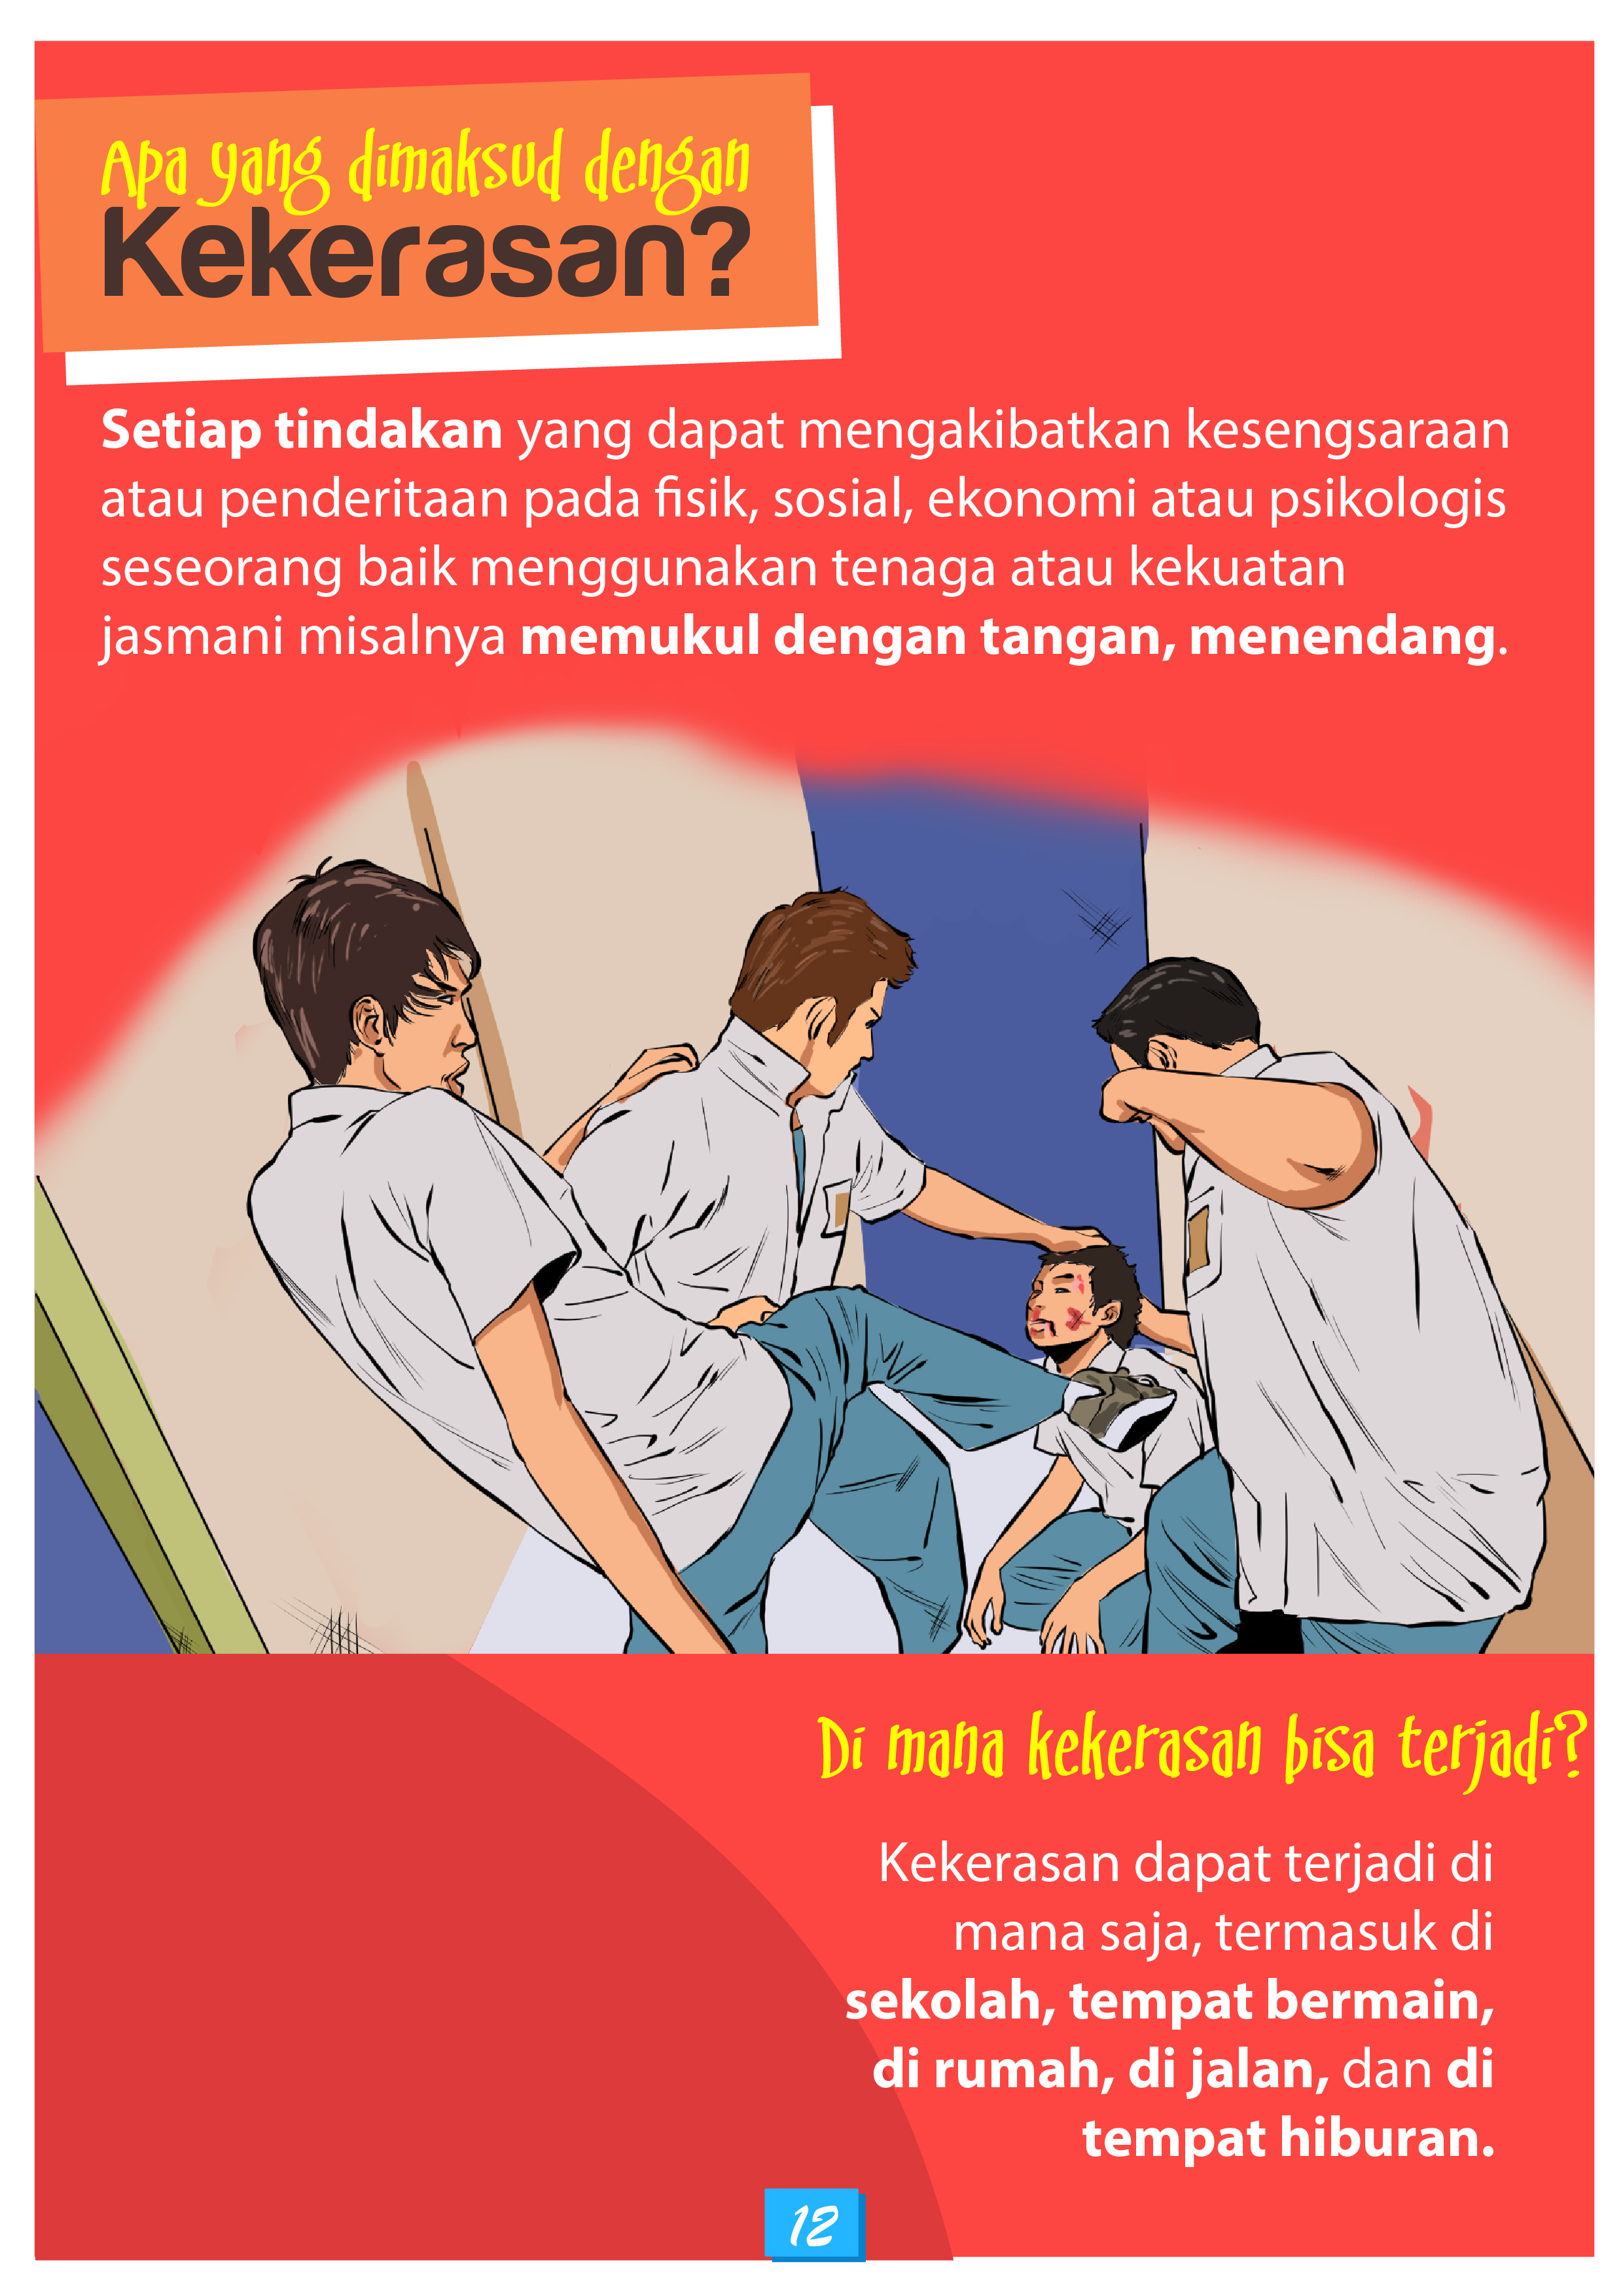 Apa yang dimaksud dengan
Kekerasan?
Setiap tindakan yang dapat mengakibatkan kesengsaraan
atau penderitaan pada fisik, sosial, ekonomi atau psikologis
seseorang baik menggunakan tenaga atau kekuatan
jasmani misalnya memukul dengan tangan, menendang.
Di mana kekerasan bisa terjadi?
Kekerasan dapat terjadi di
mana saja, termasuk di
sekolah, tempat bermain,
di rumah, di jalan, dan di
tempat hiburan.
12